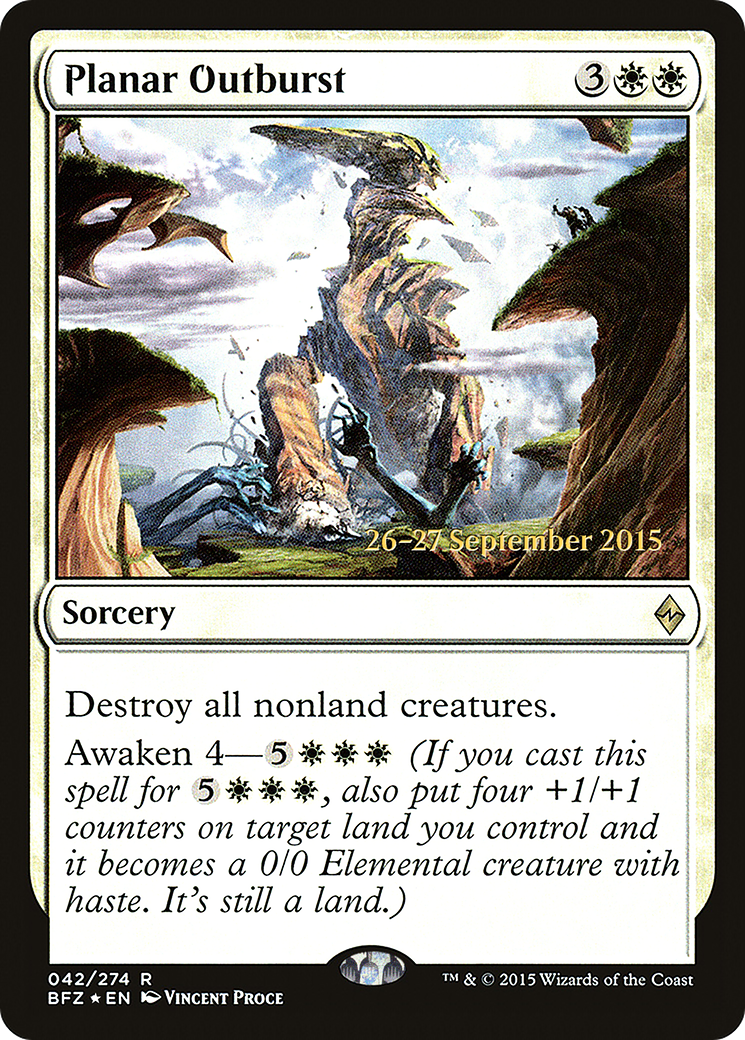 Planar Outburst 3
26–27 September 2015
Sorcery
Destroy all nonland creatures.
Awaken 4—5 (If you cast this
spell for 5, also put four +1/+1
counters on target land you control and
it becomes a 0/0 Elemental creature with
haste. It's still a land.)
042/274 R ™ & © 2015 Wizards of the Coast
BFZ ★ EN Vincent Proce